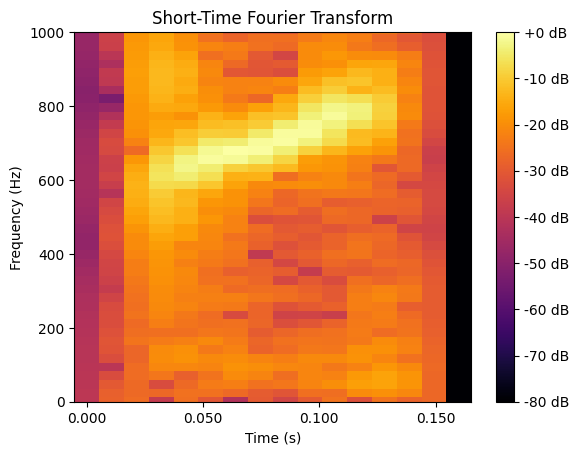 Short-Time Fourier Transform
1000
800
600
400
200
0
Frequency (Hz)
0.000
0.050
0.100
0.150
Time (s)
+0 dB
-10 dB
-20 dB
-30 dB
-40 dB
-50 dB
-60 dB
-70 dB
-80 dB